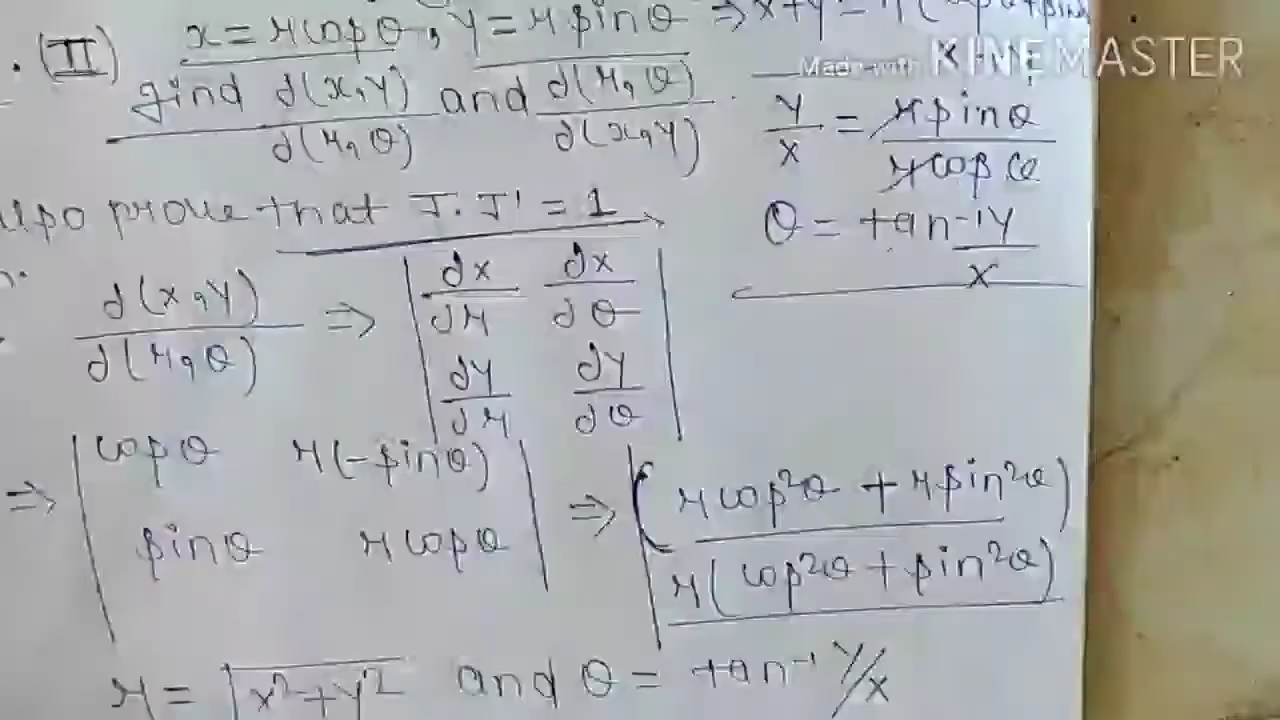 . (II) x = r cos θ, y = r sin θ ⇒
Made with KINEMASTER
find ∂(x,y)/∂(r,θ) and ∂(r,θ)/∂(x,y)
y/x = r sin θ / r cos θ
prove that J. J' = 1
θ = tan⁻¹ y/x
∂(x,y)/∂(r,θ) ⇒ | ∂x/∂r ∂x/∂θ |
| ∂y/∂r ∂y/∂θ |
⇒ | cos θ r(-sin θ) |
| sin θ r cos θ |
⇒ ( r cos²θ + r sin²θ )
r( cos²θ + sin²θ )
r = √x²+y² and θ = tan⁻¹ y/x